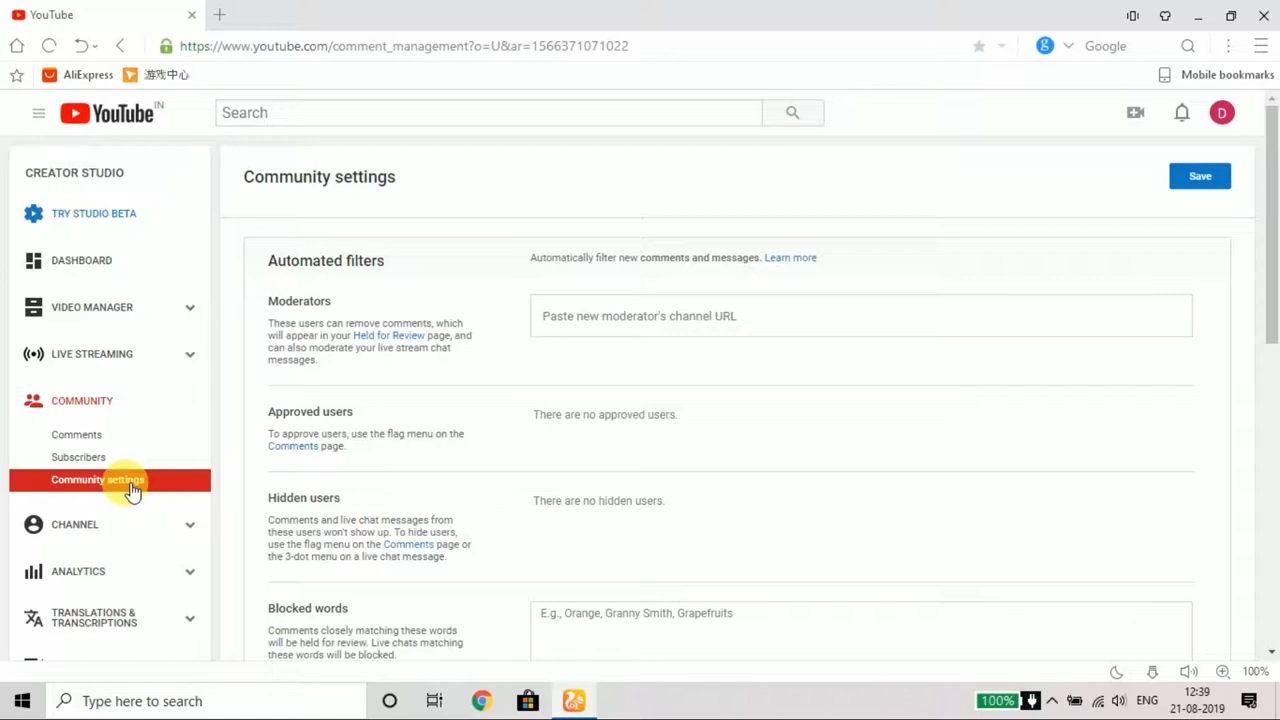 YouTube
https://www.youtube.com/comment_management?o=U&ar=1566371071022
Google
AliExpress
游戏中心
Mobile bookmarks
YouTube IN
Search
D
CREATOR STUDIO
TRY STUDIO BETA
DASHBOARD
VIDEO MANAGER
LIVE STREAMING
COMMUNITY
Comments
Subscribers
Community settings
CHANNEL
ANALYTICS
TRANSLATIONS &
TRANSCRIPTIONS
Community settings
Save
Automated filters
Automatically filter new comments and messages. Learn more
Moderators
These users can remove comments, which
will appear in your Held for Review page, and
can also moderate your live stream chat
messages.
Paste new moderator's channel URL
Approved users
To approve users, use the flag menu on the
Comments page.
There are no approved users.
Hidden users
Comments and live chat messages from
these users won't show up. To hide users,
use the flag menu on the Comments page or
the 3-dot menu on a live chat message.
There are no hidden users.
Blocked words
Comments closely matching these words
will be held for review. Live chats matching
these words will be blocked.
E.g., Orange, Granny Smith, Grapefruits
100%
Type here to search
100%
ENG
12:39
21-08-2019